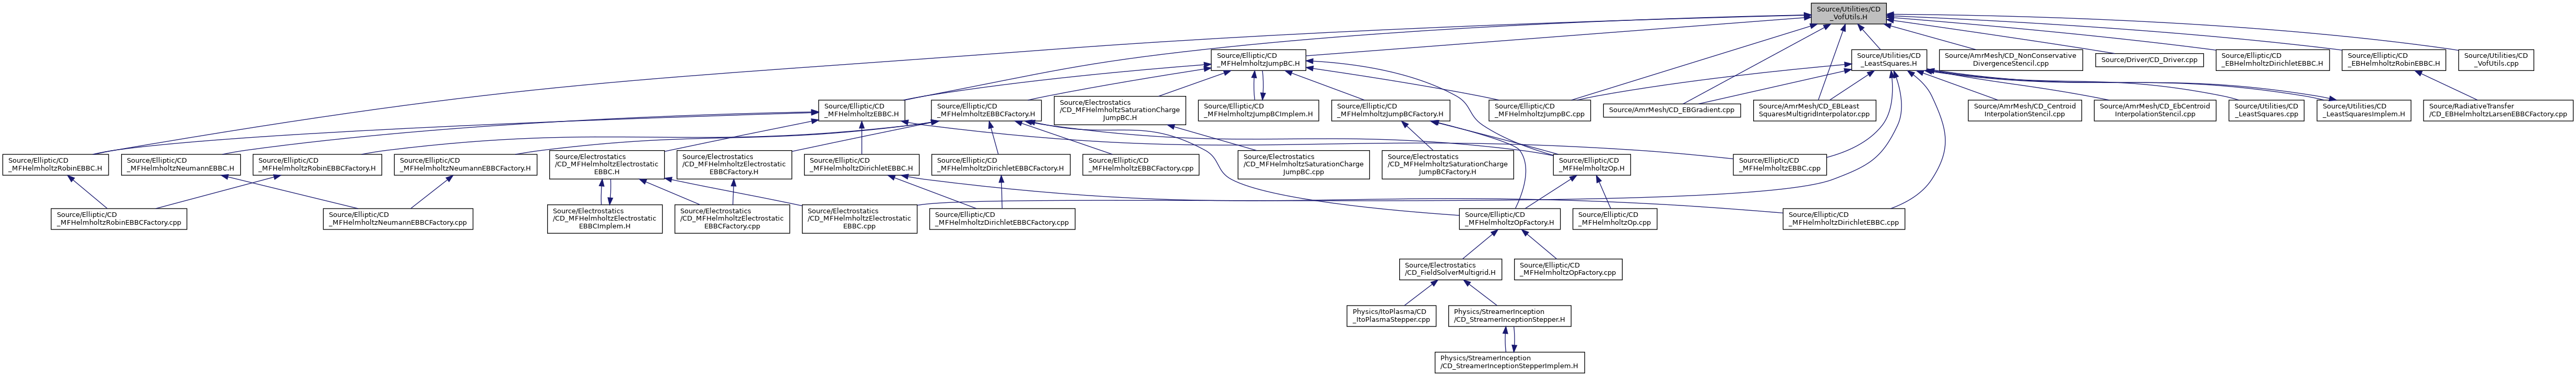 Source/Utilities/CD
_VofUtils.H
Source/Elliptic/CD
_MFHelmholtzJumpBC.H
Source/Utilities/CD
_LeastSquares.H
Source/AmrMesh/CD_NonConservative
DivergenceStencil.cpp
Source/Driver/CD_Driver.cpp
Source/Elliptic/CD
_EBHelmholtzDirichletEBBC.H
Source/Elliptic/CD
_EBHelmholtzRobinEBBC.H
Source/Utilities/CD
_VofUtils.cpp
Source/Elliptic/CD
_MFHelmholtzEBBC.H
Source/Elliptic/CD
_MFHelmholtzEBBCFactory.H
Source/Electrostatics
/CD_MFHelmholtzSaturationCharge
JumpBC.H
Source/Elliptic/CD
_MFHelmholtzJumpBCImplem.H
Source/Elliptic/CD
_MFHelmholtzJumpBCFactory.H
Source/Elliptic/CD
_MFHelmholtzJumpBC.cpp
Source/AmrMesh/CD_EBGradient.cpp
Source/AmrMesh/CD_EBLeast
SquaresMultigridInterpolator.cpp
Source/AmrMesh/CD_Centroid
InterpolationStencil.cpp
Source/AmrMesh/CD_EbCentroid
InterpolationStencil.cpp
Source/Utilities/CD
_LeastSquares.cpp
Source/Utilities/CD
_LeastSquaresImplem.H
Source/RadiativeTransfer
/CD_EBHelmholtzLarsenEBBCFactory.cpp
Source/Elliptic/CD
_MFHelmholtzRobinEBBC.H
Source/Elliptic/CD
_MFHelmholtzNeumannEBBC.H
Source/Elliptic/CD
_MFHelmholtzRobinEBBCFactory.H
Source/Elliptic/CD
_MFHelmholtzNeumannEBBCFactory.H
Source/Electrostatics
/CD_MFHelmholtzElectrostatic
EBBC.H
Source/Electrostatics
/CD_MFHelmholtzElectrostatic
EBBCFactory.H
Source/Elliptic/CD
_MFHelmholtzDirichletEBBC.H
Source/Elliptic/CD
_MFHelmholtzDirichletEBBCFactory.H
Source/Elliptic/CD
_MFHelmholtzEBBCFactory.cpp
Source/Electrostatics
/CD_MFHelmholtzSaturationCharge
JumpBC.cpp
Source/Electrostatics
/CD_MFHelmholtzSaturationCharge
JumpBCFactory.H
Source/Elliptic/CD
_MFHelmholtzOp.H
Source/Elliptic/CD
_MFHelmholtzEBBC.cpp
Source/Elliptic/CD
_MFHelmholtzRobinEBBCFactory.cpp
Source/Elliptic/CD
_MFHelmholtzNeumannEBBCFactory.cpp
Source/Electrostatics
/CD_MFHelmholtzElectrostatic
EBBCImplem.H
Source/Electrostatics
/CD_MFHelmholtzElectrostatic
EBBCFactory.cpp
Source/Electrostatics
/CD_MFHelmholtzElectrostatic
EBBC.cpp
Source/Elliptic/CD
_MFHelmholtzDirichletEBBCFactory.cpp
Source/Elliptic/CD
_MFHelmholtzOpFactory.H
Source/Elliptic/CD
_MFHelmholtzOp.cpp
Source/Elliptic/CD
_MFHelmholtzDirichletEBBC.cpp
Source/Electrostatics
/CD_FieldSolverMultigrid.H
Source/Elliptic/CD
_MFHelmholtzOpFactory.cpp
Physics/ItoPlasma/CD
_ItoPlasmaStepper.cpp
Physics/StreamerInception
/CD_StreamerInceptionStepper.H
Physics/StreamerInception
/CD_StreamerInceptionStepperImplem.H